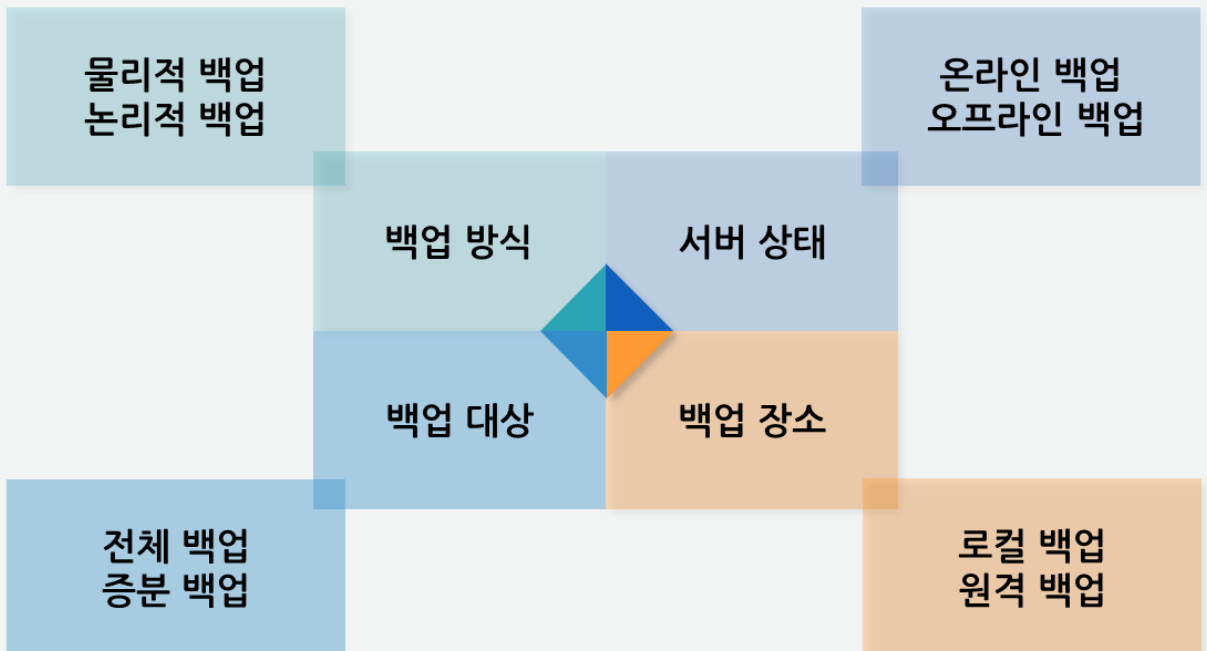 물리적 백업
논리적 백업
온라인 백업
오프라인 백업
백업 방식
서버 상태
백업 대상
백업 장소
전체 백업
증분 백업
로컬 백업
원격 백업